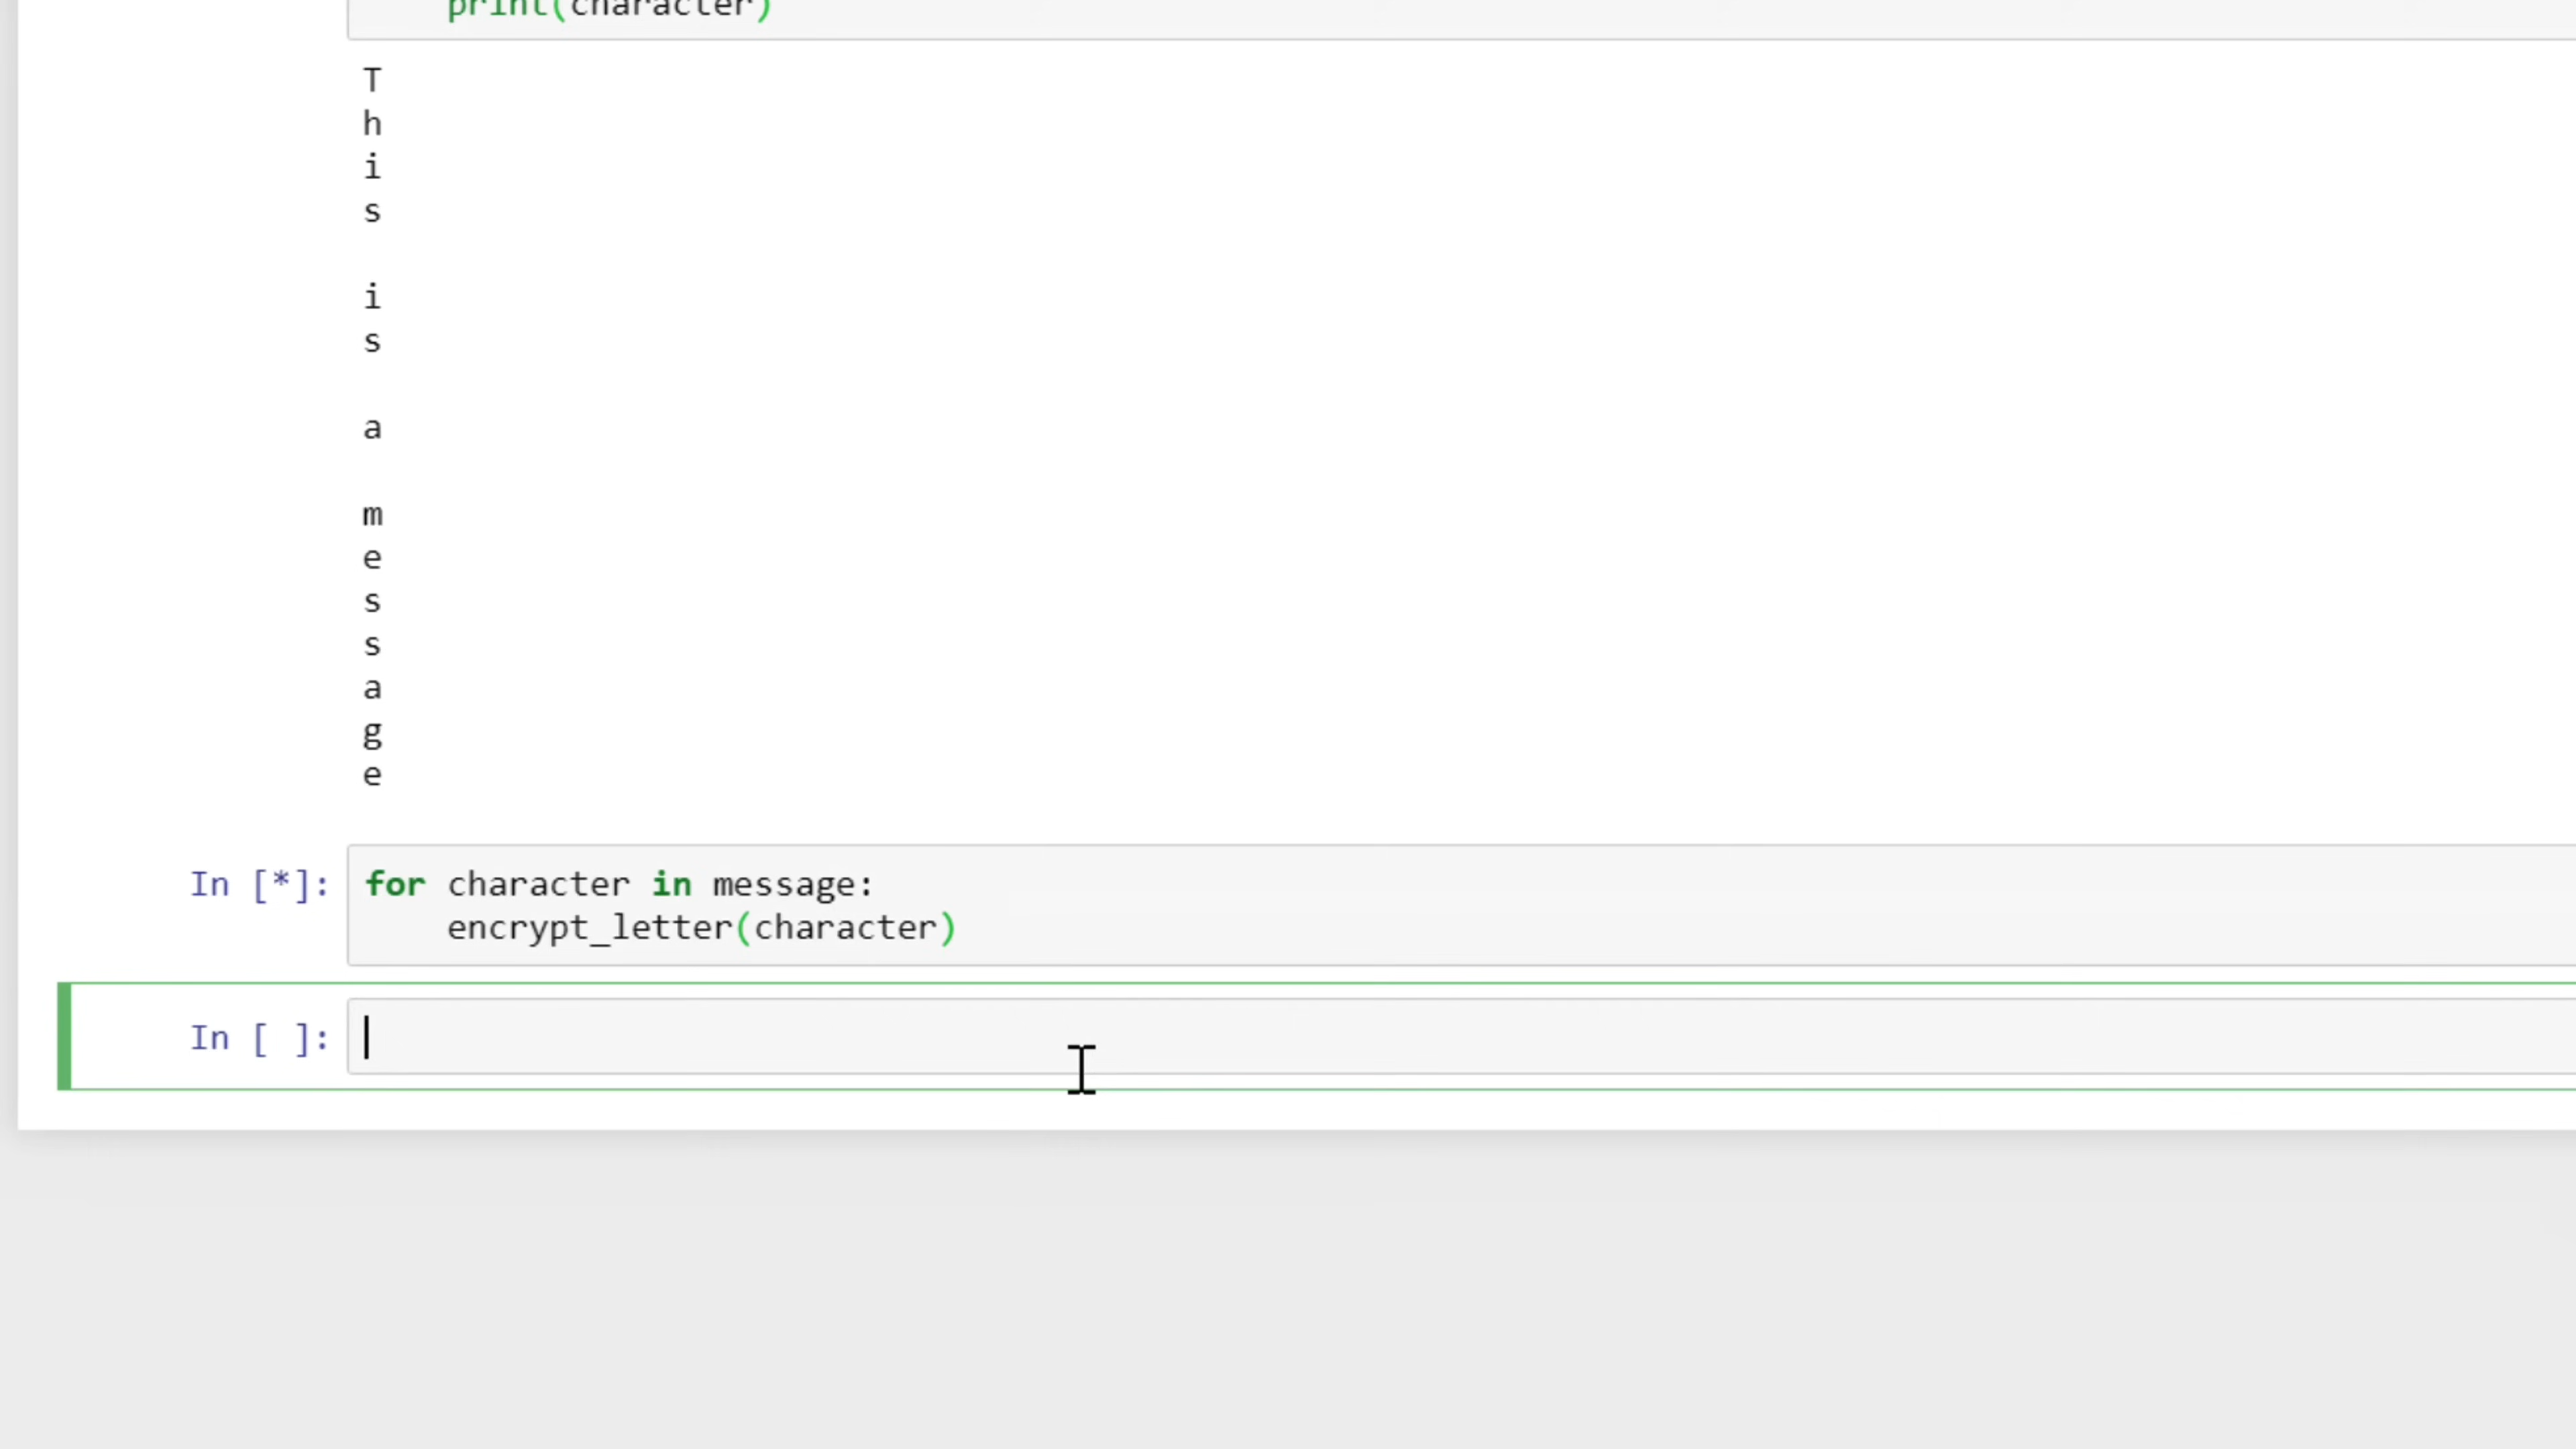 print(character)
T
h
i
s
i
s
a
m
e
s
s
a
g
e
In [*]:
for character in message:
encrypt_letter(character)
In [ ]: